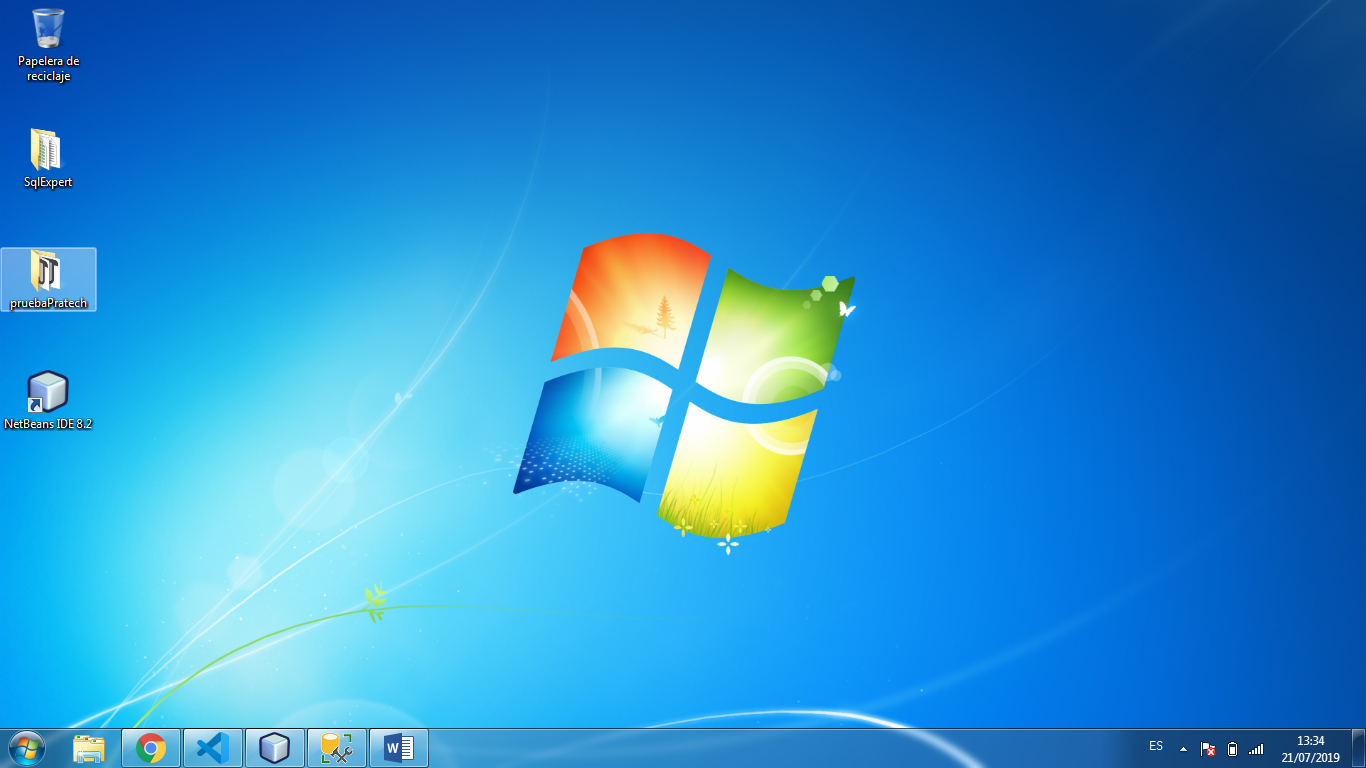 Papelera de
reciclaje
SqlExpert
pruebaPratech
NetBeans IDE 8.2
ES
13:34
21/07/2019